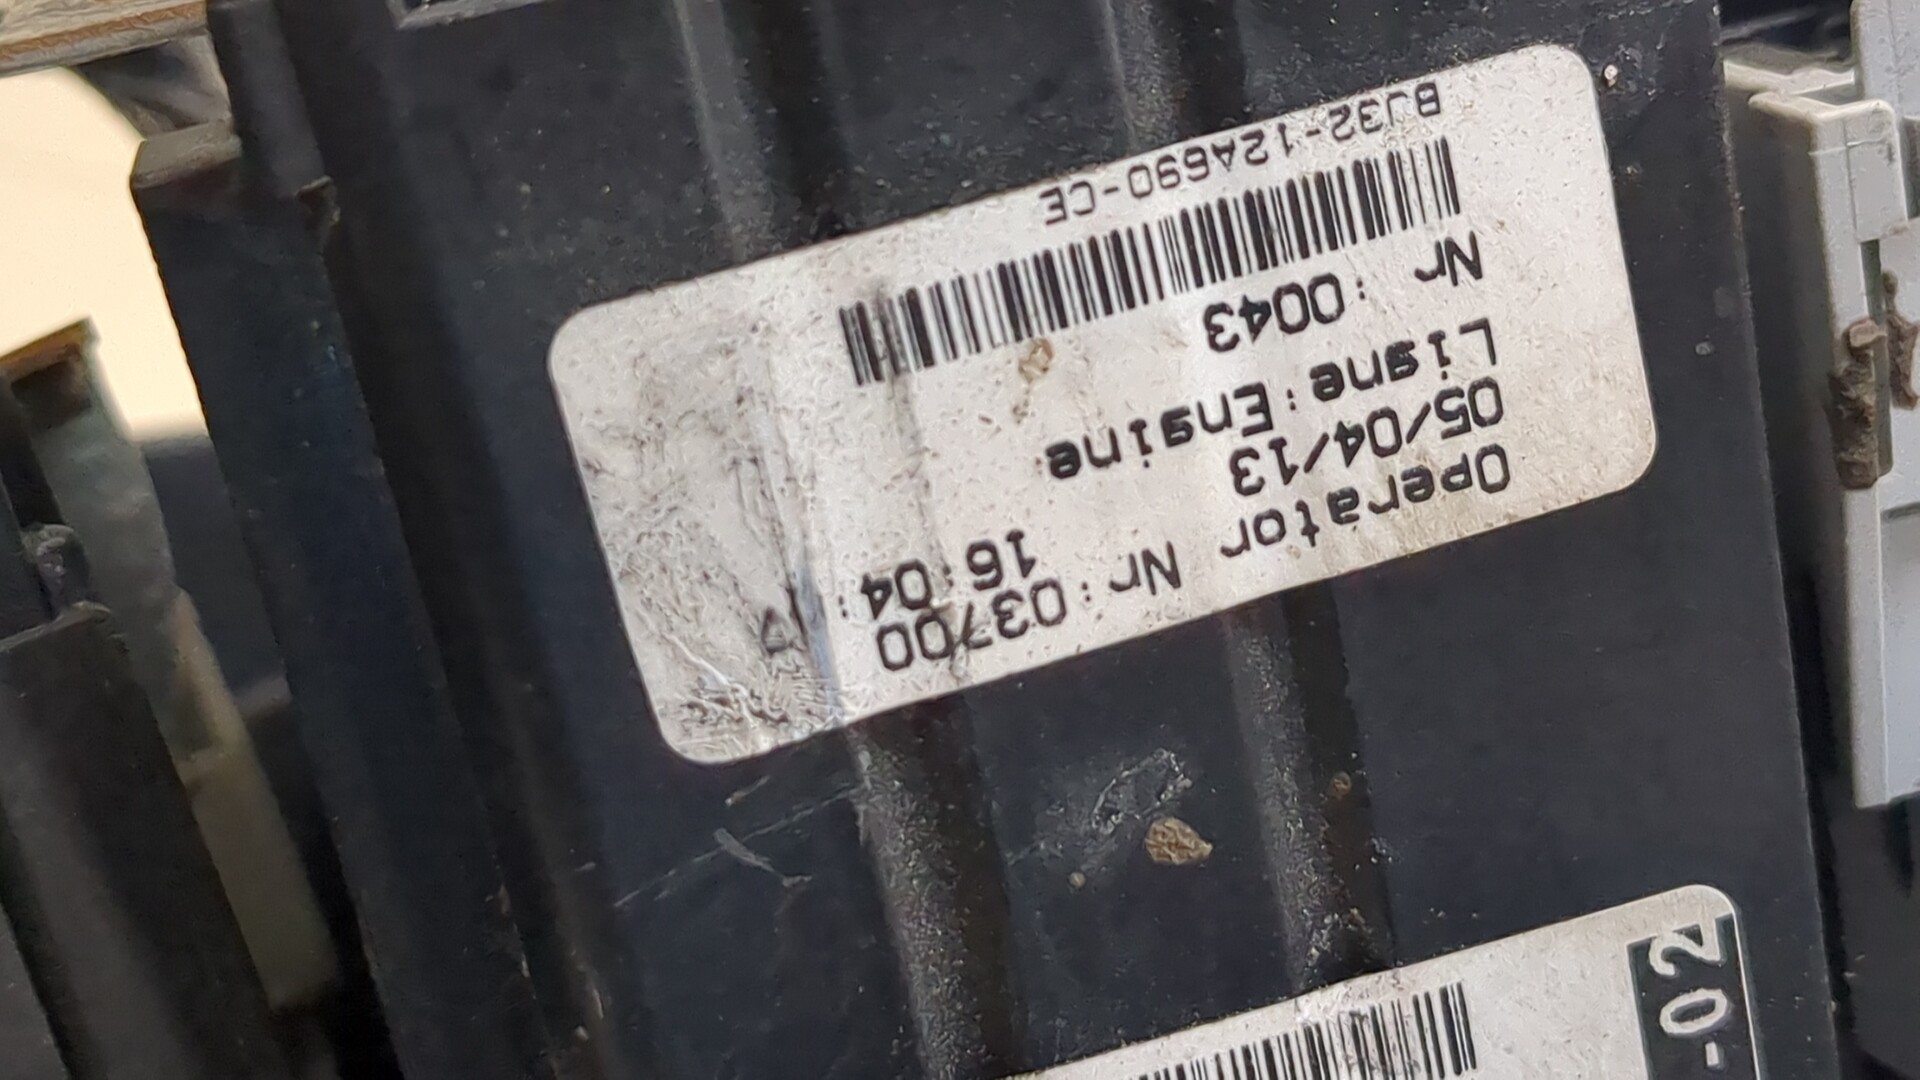 Operator Nr:03700
05/04/13 16:04:
Ligne:Engine
Nr :0043
BJ32-12A690-CE
-02